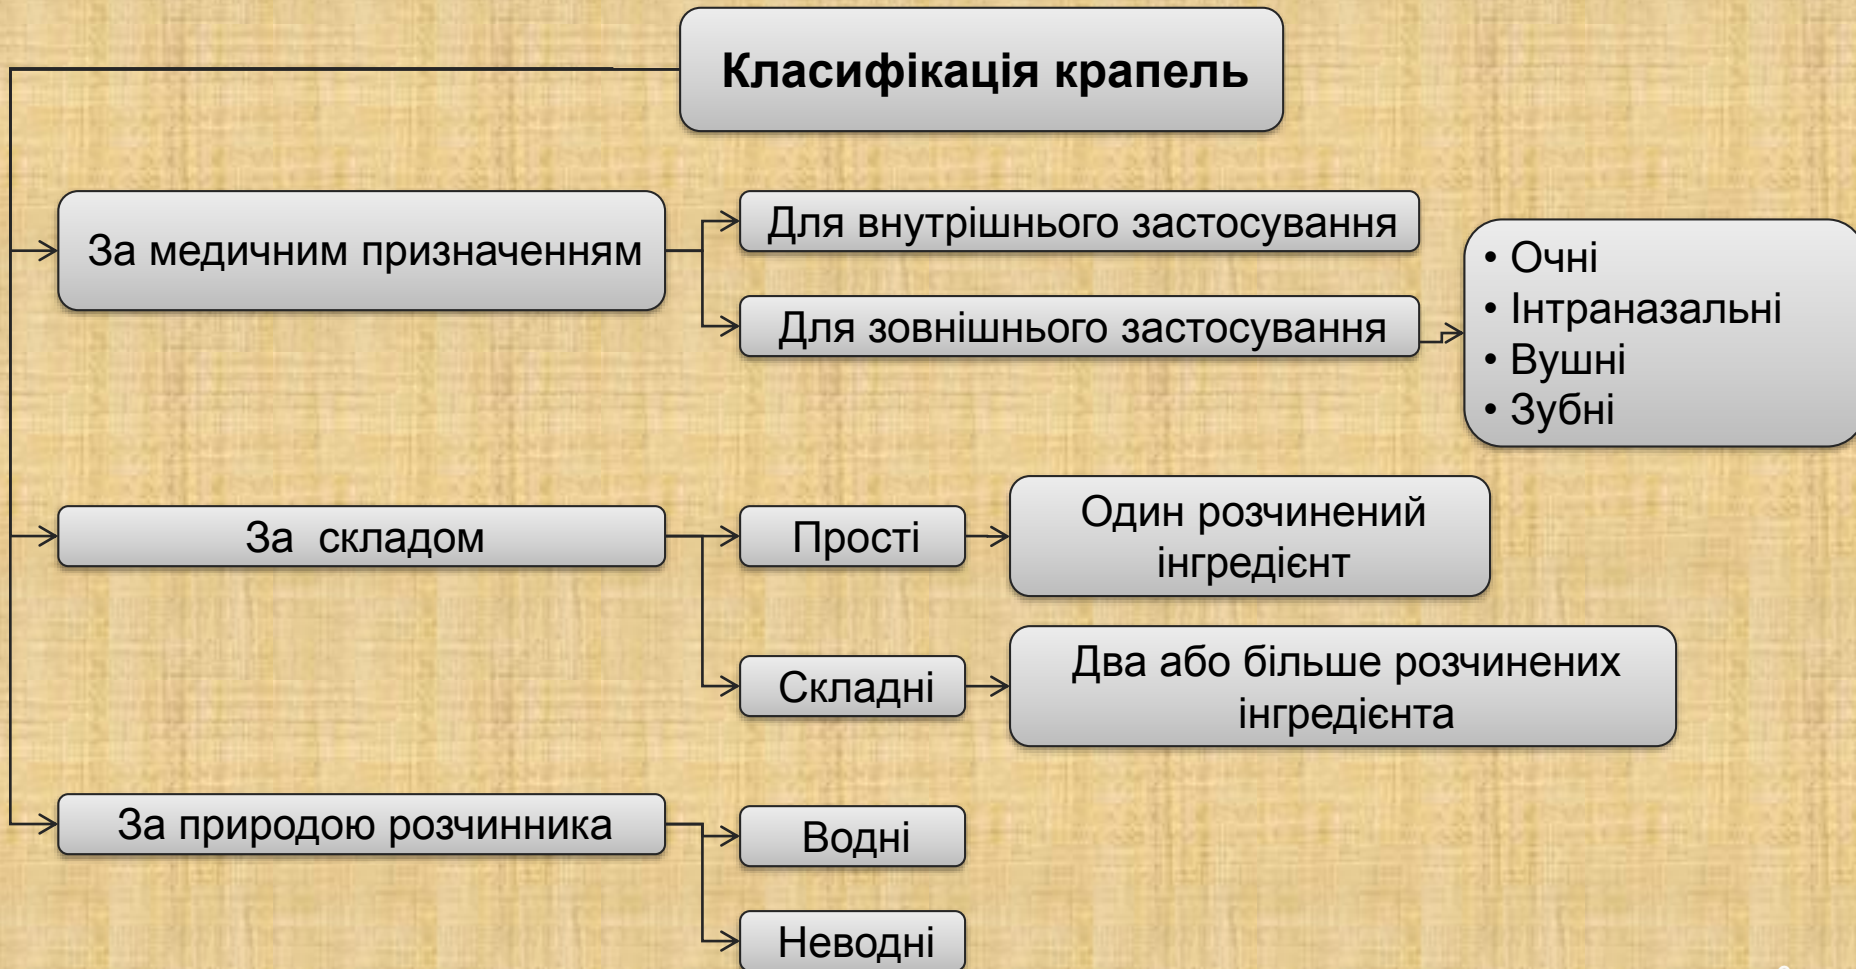 Класифікація крапель
За медичним призначенням
Для внутрішнього застосування
Для зовнішнього застосування
• Очні
• Інтраназальні
• Вушні
• Зубні
За складом
Прості
Один розчинений
інгредієнт
Складні
Два або більше розчинених
інгредієнта
За природою розчинника
Водні
Неводні